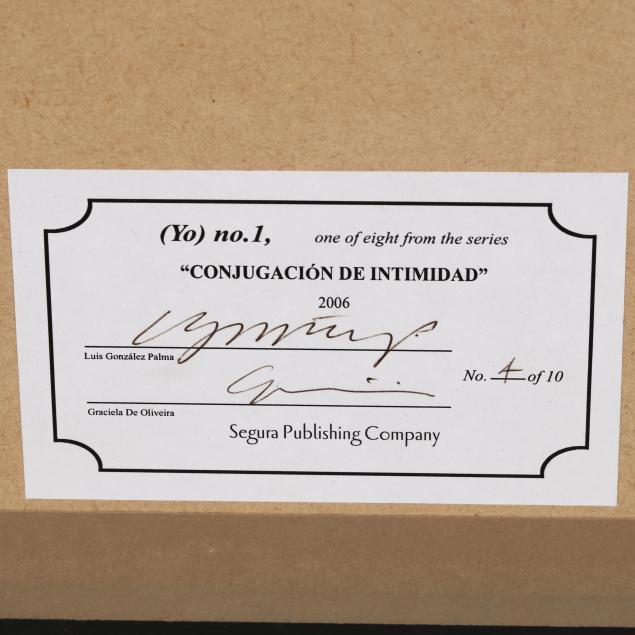 (Yo) no.1, one of eight from the series
“CONJUGACIÓN DE INTIMIDAD”
2006
Luis González Palma
No. 4 of 10
Graciela De Oliveira
Segura Publishing Company